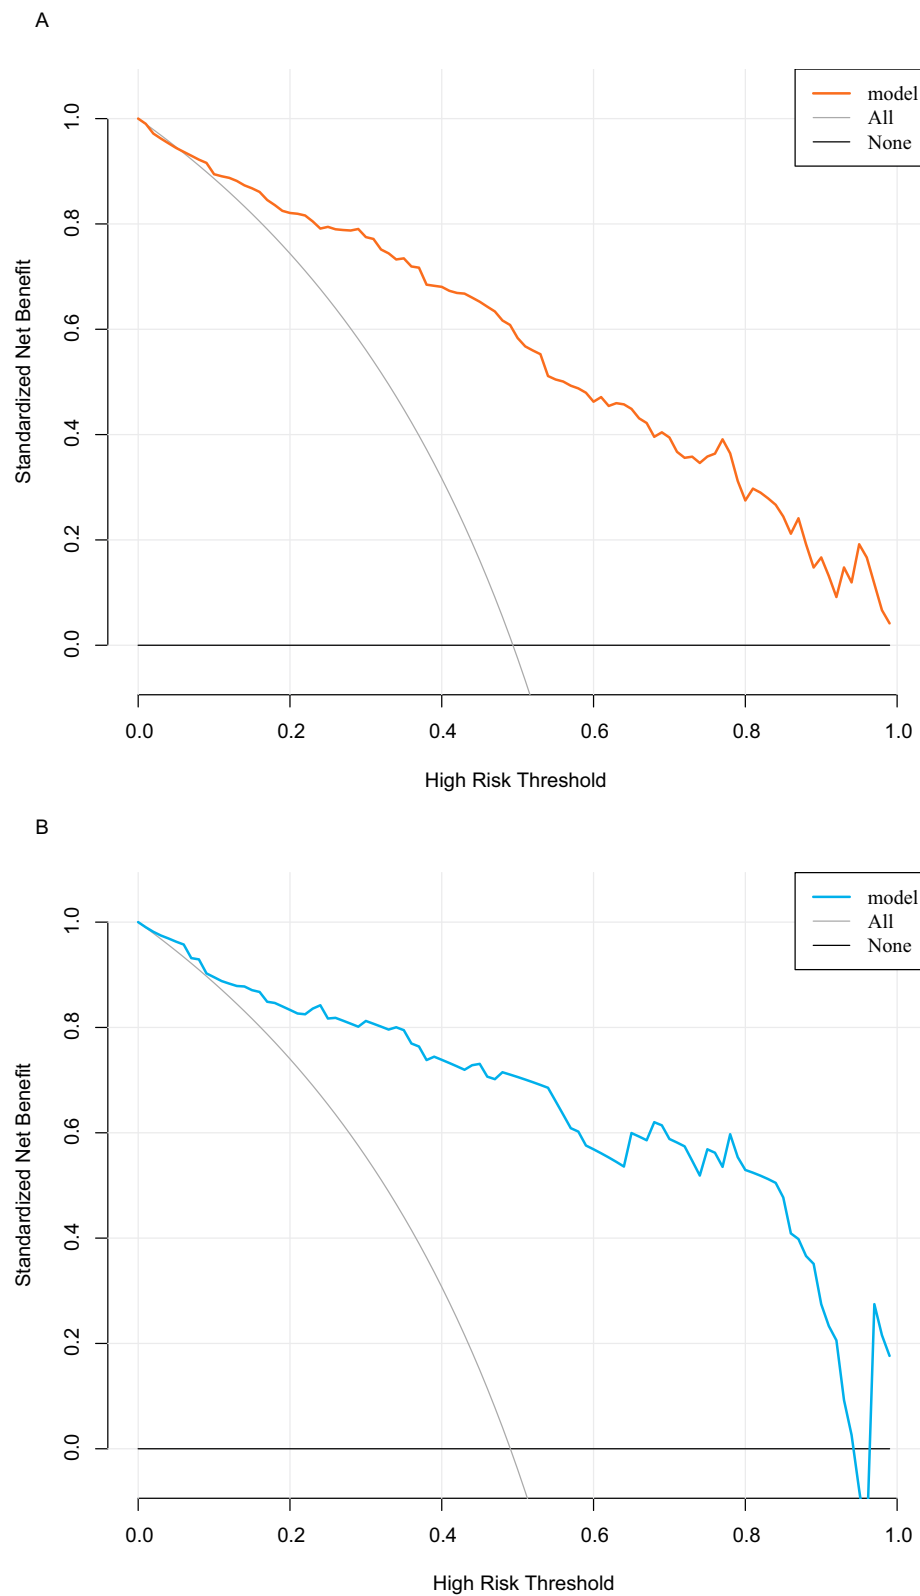 A
model
All
None
1.0
0.8
0.6
0.4
0.2
0.0
Standardized Net Benefit
0.0 0.2 0.4 0.6 0.8 1.0
High Risk Threshold
B
model
All
None
1.0
0.8
0.6
0.4
0.2
0.0
Standardized Net Benefit
0.0 0.2 0.4 0.6 0.8 1.0
High Risk Threshold